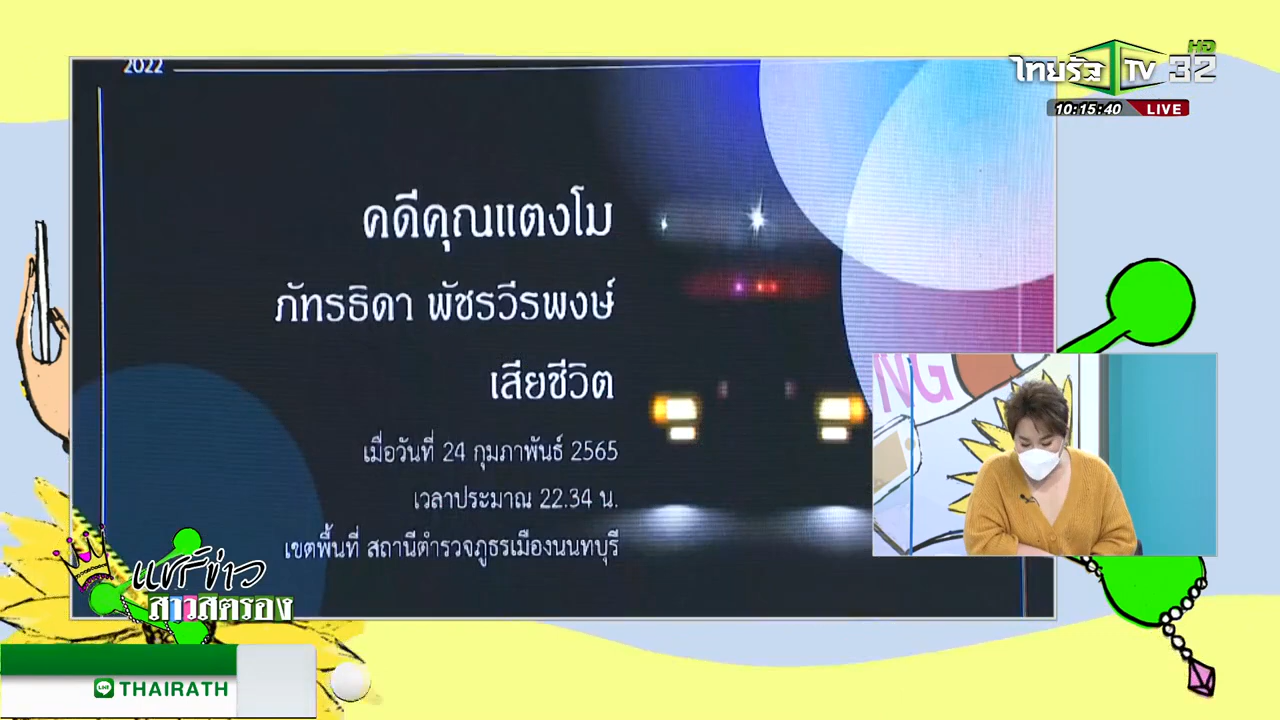 2022
ไทยรัฐ TV HD 32
10:15:40 LIVE
คดีคุณแตงโม
ภัทรธิดา พัชรวีรพงษ์
เสียชีวิต
เมื่อวันที่ 24 กุมภาพันธ์ 2565
เวลาประมาณ 22.34 น.
เขตพื้นที่ สถานีตำรวจภูธรเมืองนนทบุรี
NG
แชร์ข่าว
สาวสตรอง
LINE THAIRATH